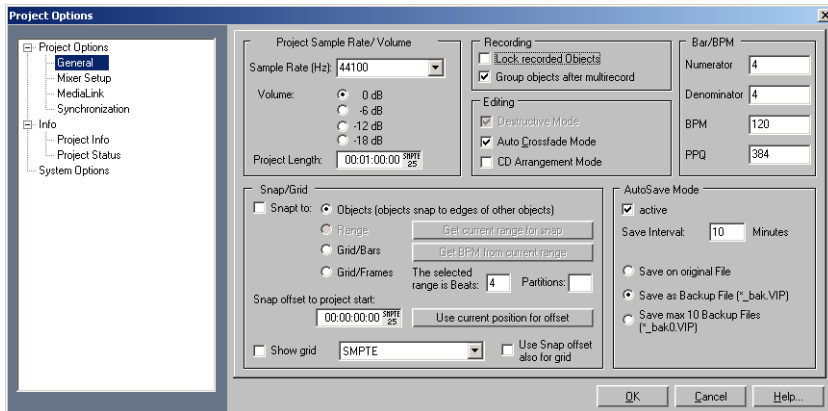 Project Options
Project Options
General
Mixer Setup
MediaLink
Synchronization
Info
Project Info
Project Status
System Options
Project Sample Rate/ Volume
Sample Rate (Hz): 44100
Volume:
0 dB
-6 dB
-12 dB
-18 dB
Project Length: 00:01:00:00 SMPTE 25
Recording
Lock recorded Objects
Group objects after multirecord
Editing
Destructive Mode
Auto Crossfade Mode
CD Arrangement Mode
Bar/BPM
Numerator 4
Denominator 4
BPM 120
PPQ 384
Snap/Grid
Snapt to: Objects (objects snap to edges of other objects)
Range Get current range for snap
Grid/Bars Get BPM from current range
Grid/Frames
The selected range is Beats: 4 Partitions:
Snap offset to project start:
00:00:00:00 SMPTE 25 Use current position for offset
Show grid SMPTE
Use Snap offset also for grid
AutoSave Mode
active
Save Interval: 10 Minutes
Save on original File
Save as Backup File (*_bak.VIP)
Save max 10 Backup Files
(*_bak0.VIP)
OK Cancel Help...